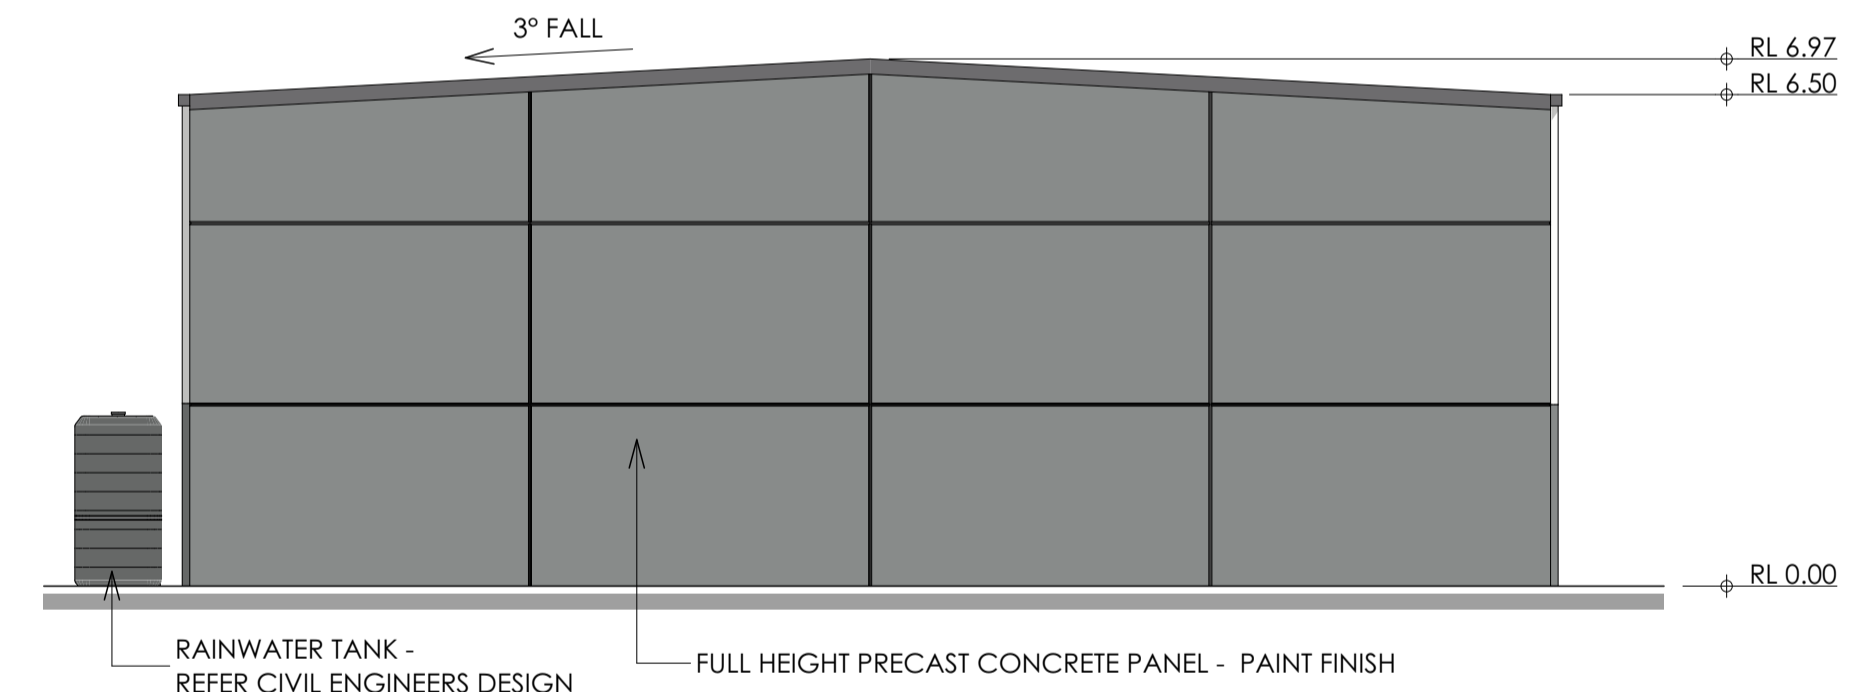 3° FALL
RL 6.97
RL 6.50
RL 0.00
RAINWATER TANK -
REFER CIVIL ENGINEERS DESIGN
FULL HEIGHT PRECAST CONCRETE PANEL - PAINT FINISH